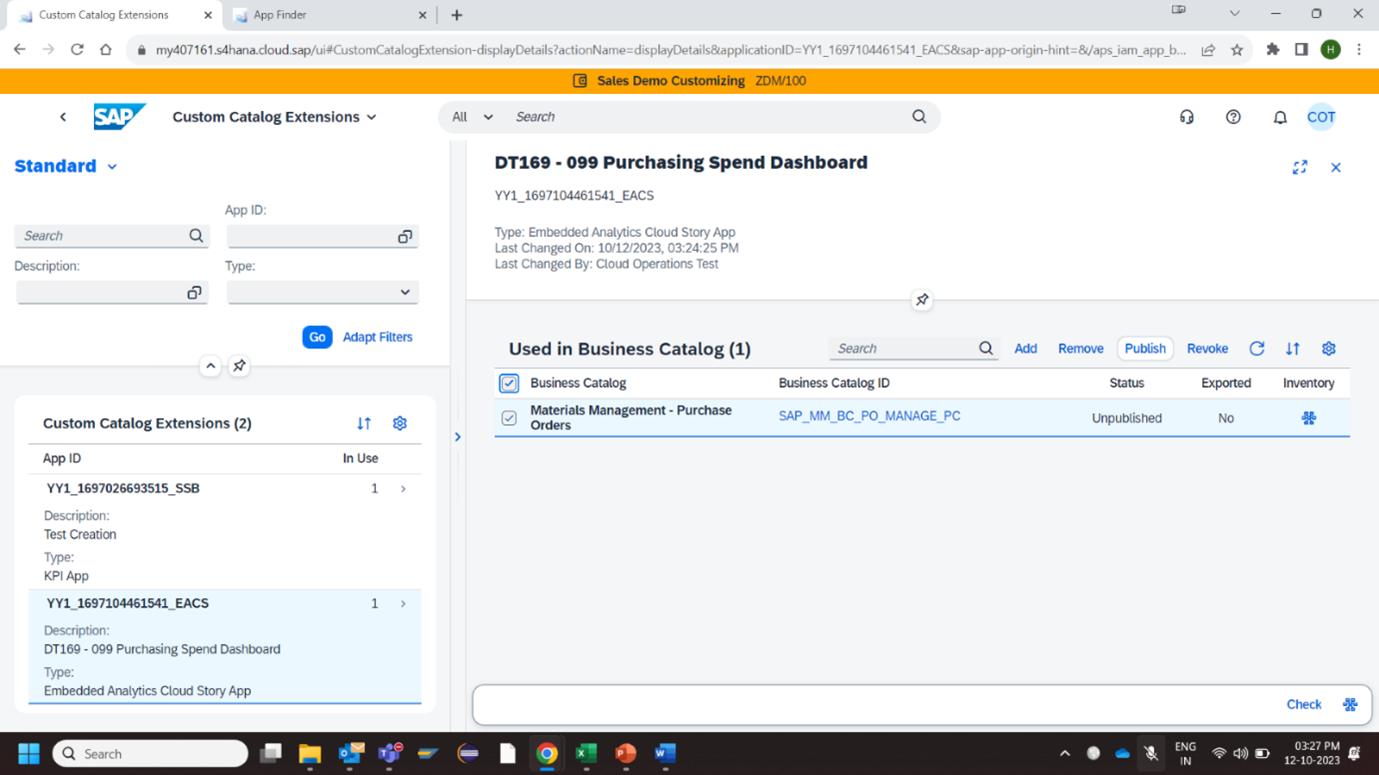 Custom Catalog Extensions
App Finder
my407161.s4hana.cloud.sap/ui#CustomCatalogExtension-displayDetails?actionName=displayDetails&applicationID=YY1_1697104461541_EACS&sap-app-origin-hint=&/aps_iam_app_b...
H
Sales Demo Customizing ZDM/100
SAP Custom Catalog Extensions
All Search
COT
Standard
App ID:
Search
Description:
Type:
Go Adapt Filters
Custom Catalog Extensions (2)
App ID In Use
YY1_1697026693515_SSB 1
Description:
Test Creation
Type:
KPI App
YY1_1697104461541_EACS 1
Description:
DT169 - 099 Purchasing Spend Dashboard
Type:
Embedded Analytics Cloud Story App
DT169 - 099 Purchasing Spend Dashboard
YY1_1697104461541_EACS
Type: Embedded Analytics Cloud Story App
Last Changed On: 10/12/2023, 03:24:25 PM
Last Changed By: Cloud Operations Test
Used in Business Catalog (1) Search Add Remove Publish Revoke
Business Catalog Business Catalog ID Status Exported Inventory
Materials Management - Purchase
Orders
SAP_MM_BC_PO_MANAGE_PC Unpublished No
Check
Search
ENG
IN
03:27 PM
12-10-2023